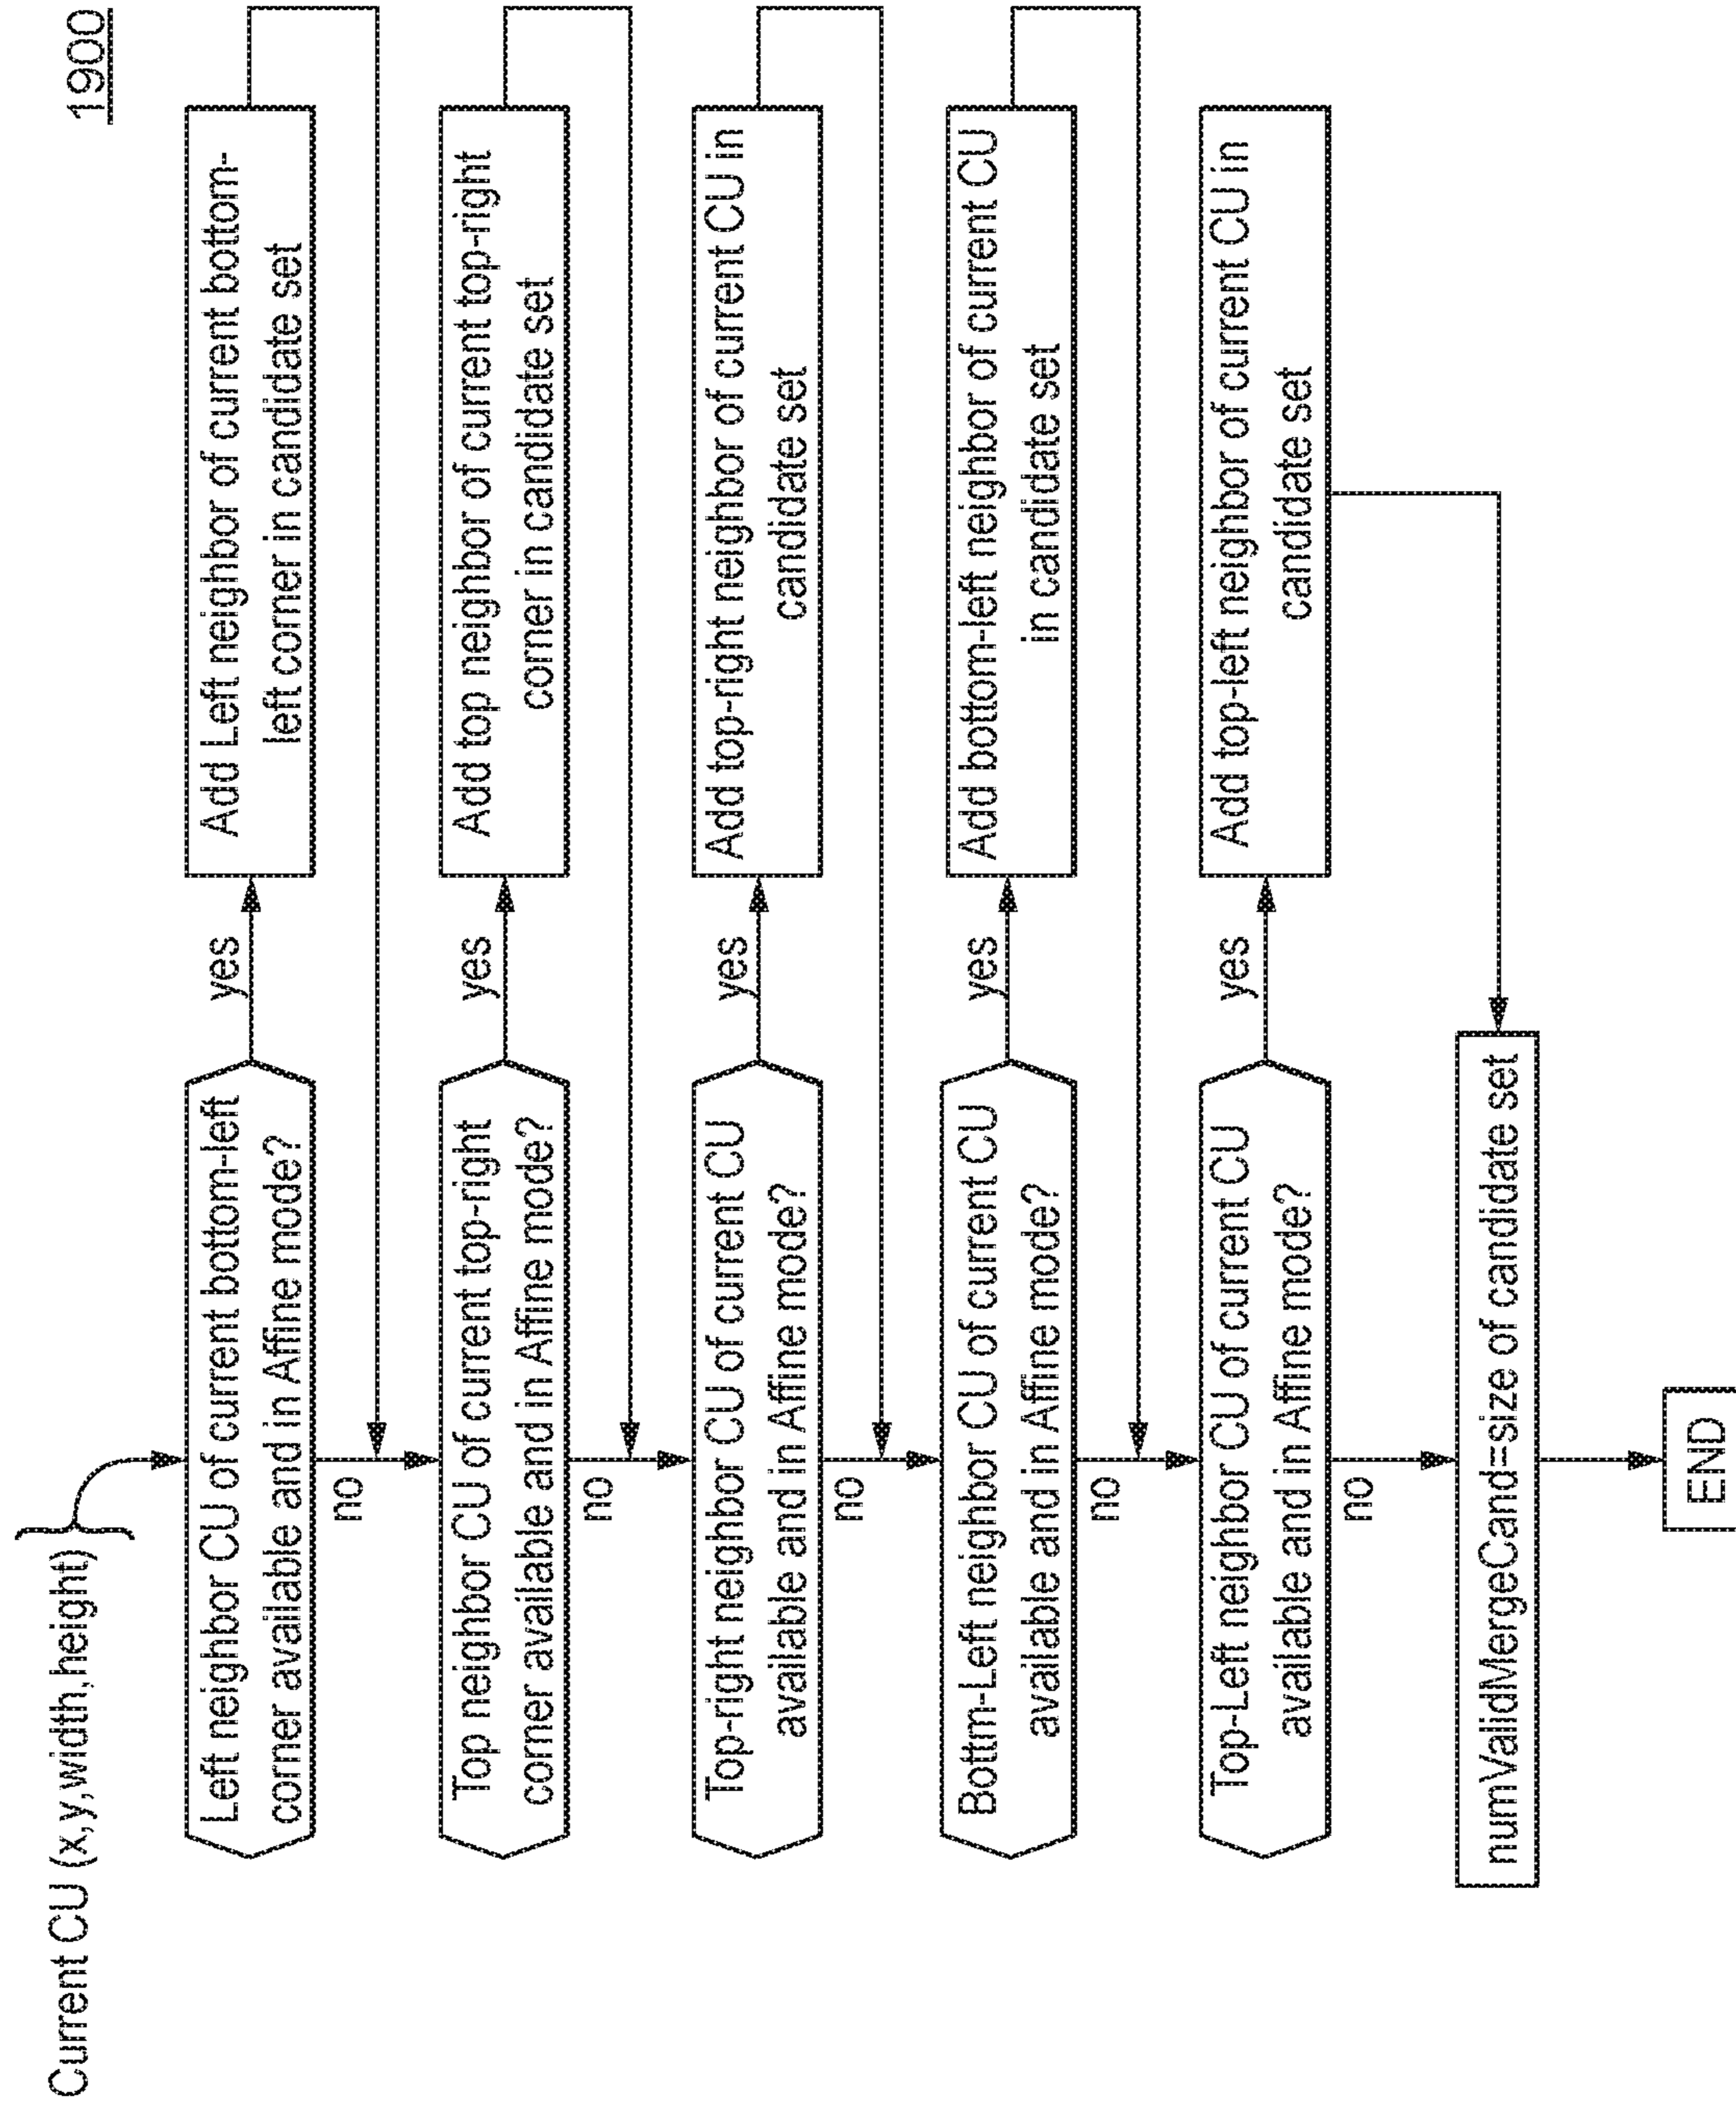 1900
Current CU (x,y,width,height)
Left neighbor CU of current bottom-left
corner available and in Affine mode?
yes
Add Left neighbor of current bottom-
left corner in candidate set
no
Top neighbor CU of current top-right
corner available and in Affine mode?
yes
Add top neighbor of current top-right
corner in candidate set
no
Top-right neighbor CU of current CU
available and in Affine mode?
yes
Add top-right neighbor of current CU in
candidate set
no
Bottm-Left neighbor CU of current CU
available and in Affine mode?
yes
Add bottom-left neighbor of current CU
in candidate set
no
Top-Left neighbor CU of current CU
available and in Affine mode?
yes
Add top-left neighbor of current CU in
candidate set
no
numValidMergeCand=size of candidate set
END